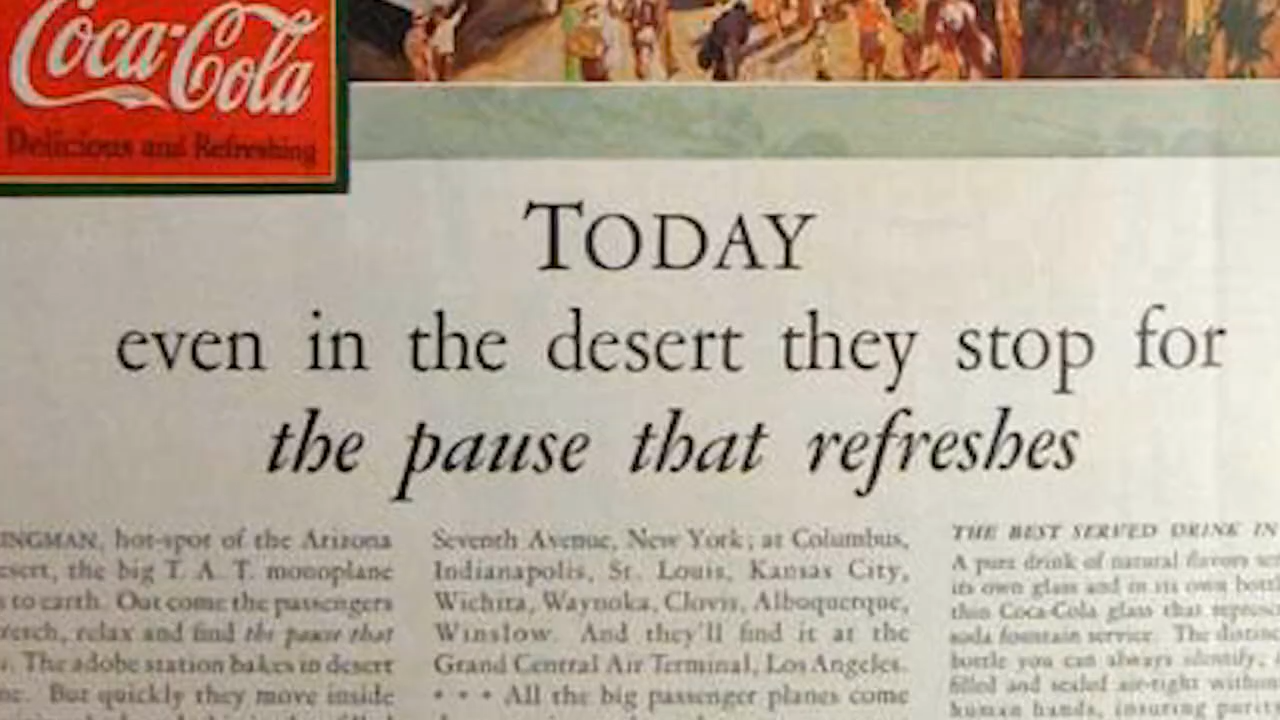 Coca-Cola
Delicious and Refreshing
TODAY
even in the desert they stop for
the pause that refreshes
INGMAN, hot-spot of the Arizona
esert, the big T. A. T. monoplane
s to earth. Out come the passengers
retch, relax and find the pause that
The adobe station bakes in desert
But quickly they move inside
Seventh Avenue, New York; at Columbus,
Indianapolis, St. Louis, Kansas City,
Wichita, Waynoka, Clovis, Albuquerque,
Winslow. And they'll find it at the
Grand Central Air Terminal, Los Angeles.
• • • All the big passenger planes come
THE BEST SERVED DRINK IN
A pure drink of natural flavors
its own glass and in its own bott
thin Coca-Cola glass that represe
soda fountain service. The distinc
bottle you can always identify,
filled and sealed air-tight withou
human hands, insuring purity